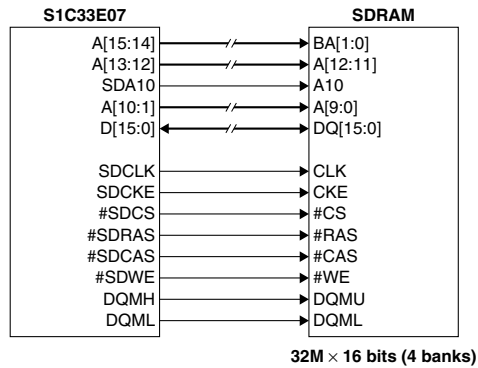 S1C33E07 SDRAM
A[15:14] BA[1:0]
A[13:12] A[12:11]
SDA10 A10
A[10:1] A[9:0]
D[15:0] DQ[15:0]
SDCLK CLK
SDCKE CKE
#SDCS #CS
#SDRAS #RAS
#SDCAS #CAS
#SDWE #WE
DQMH DQMU
DQML DQML
32M × 16 bits (4 banks)